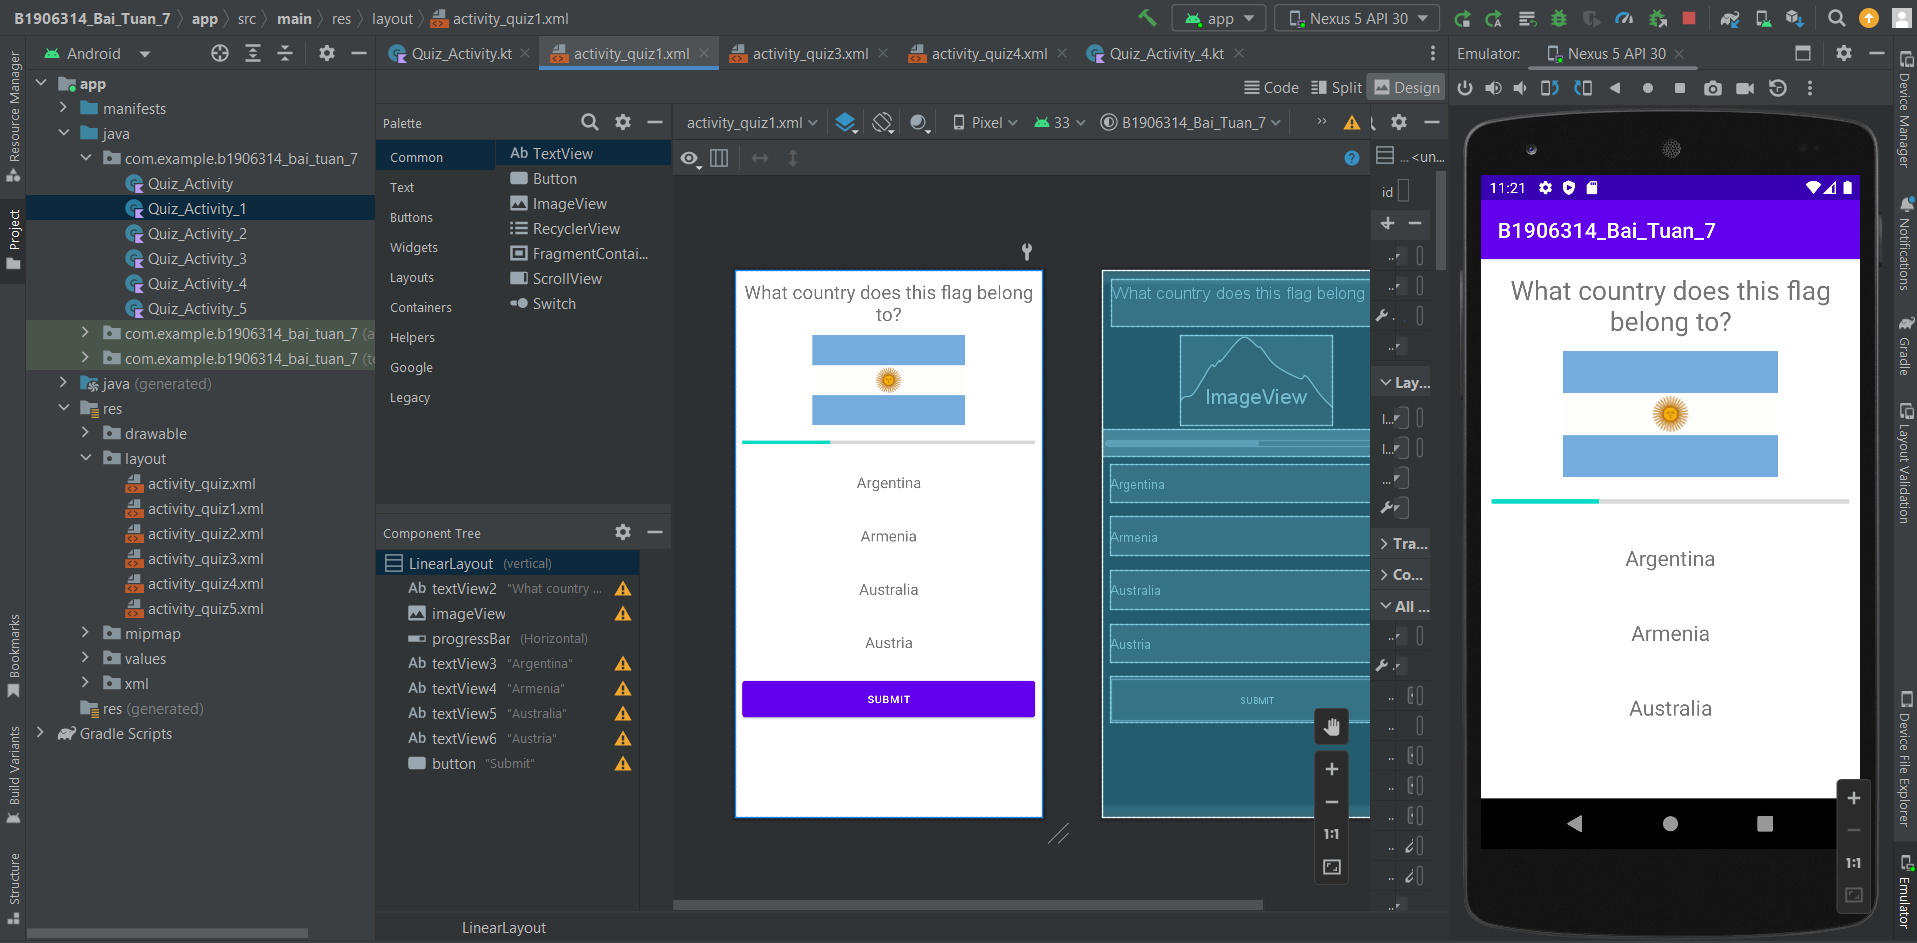 B1906314_Bai_Tuan_7 app src main res layout activity_quiz1.xml
app Nexus 5 API 30
Android
Quiz_Activity.kt activity_quiz1.xml activity_quiz3.xml activity_quiz4.xml Quiz_Activity_4.kt
Emulator: Nexus 5 API 30
Code Split Design
Resource Manager
Project
Bookmarks
Build Variants
Structure
app
manifests
java
com.example.b1906314_bai_tuan_7
Quiz_Activity
Quiz_Activity_1
Quiz_Activity_2
Quiz_Activity_3
Quiz_Activity_4
Quiz_Activity_5
com.example.b1906314_bai_tuan_7 (a
com.example.b1906314_bai_tuan_7 (t
java (generated)
res
drawable
layout
activity_quiz.xml
activity_quiz1.xml
activity_quiz2.xml
activity_quiz3.xml
activity_quiz4.xml
activity_quiz5.xml
mipmap
values
xml
res (generated)
Gradle Scripts
Palette
Common
Text
Buttons
Widgets
Layouts
Containers
Helpers
Google
Legacy
Ab TextView
Button
ImageView
RecyclerView
FragmentContai...
ScrollView
Switch
Component Tree
LinearLayout (vertical)
Ab textView2 "What country ...
imageView
progressBar (Horizontal)
Ab textView3 "Argentina"
Ab textView4 "Armenia"
Ab textView5 "Australia"
Ab textView6 "Austria"
button "Submit"
activity_quiz1.xml Pixel 33 B1906314_Bai_Tuan_7
What country does this flag belong
to?
Argentina
Armenia
Australia
Austria
SUBMIT
What country does this flag belong
ImageView
Argentina
Armenia
Australia
Austria
SUBMIT
1:1
LinearLayout
... <un...
id
Lay...
Tra...
Co...
All ...
11:21
B1906314_Bai_Tuan_7
What country does this flag
belong to?
Argentina
Armenia
Australia
1:1
Device Manager
Notifications
Gradle
Layout Validation
Device File Explorer
Emulator